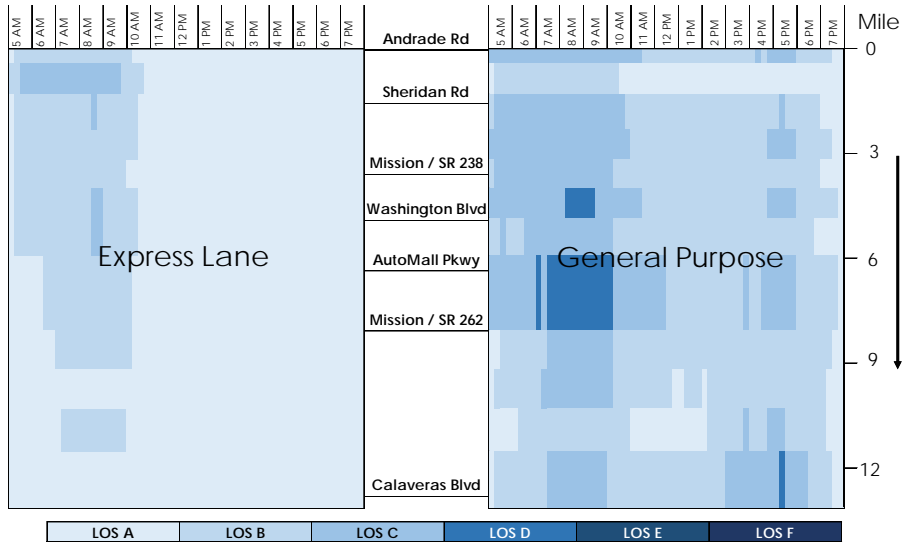 5 AM 6 AM 7 AM 8 AM 9 AM 10 AM 11 AM 12 PM 1 PM 2 PM 3 PM 4 PM 5 PM 6 PM 7 PM
5 AM 6 AM 7 AM 8 AM 9 AM 10 AM 11 AM 12 PM 1 PM 2 PM 3 PM 4 PM 5 PM 6 PM 7 PM
Mile
Andrade Rd
0
Sheridan Rd
3
Mission / SR 238
Washington Blvd
Express Lane
AutoMall Pkwy
General Purpose
6
Mission / SR 262
9
12
Calaveras Blvd
LOS A LOS B LOS C LOS D LOS E LOS F